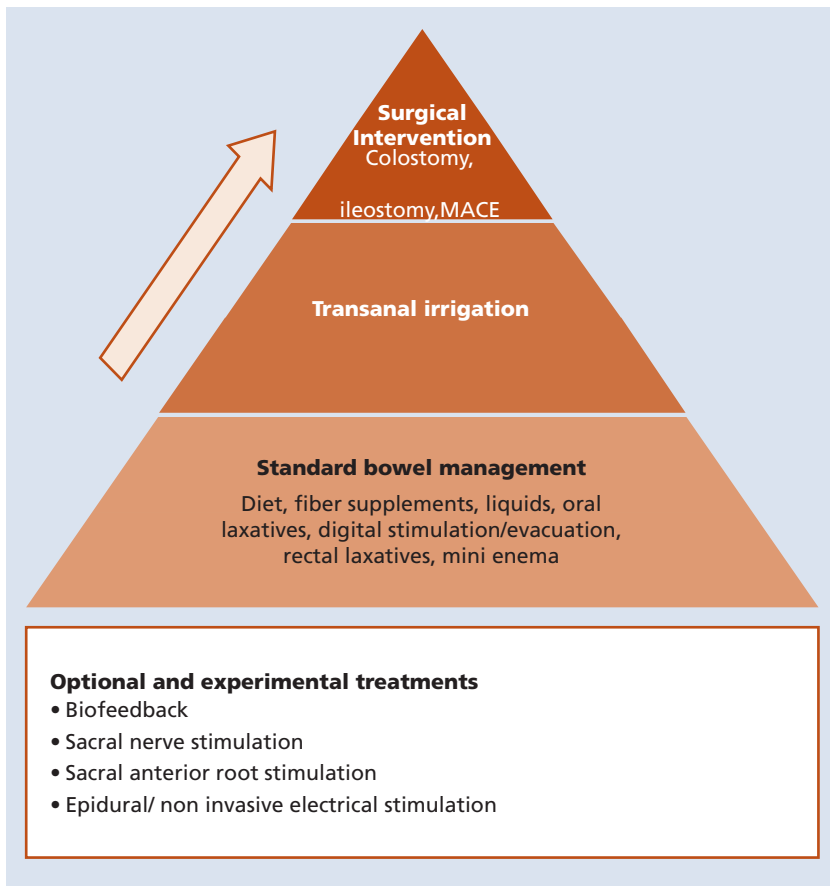 Surgical
Intervention
Colostomy,
ileostomy,MACE
Transanal irrigation
Standard bowel management
Diet, fiber supplements, liquids, oral
laxatives, digital stimulation/evacuation,
rectal laxatives, mini enema
Optional and experimental treatments
• Biofeedback
• Sacral nerve stimulation
• Sacral anterior root stimulation
• Epidural/ non invasive electrical stimulation